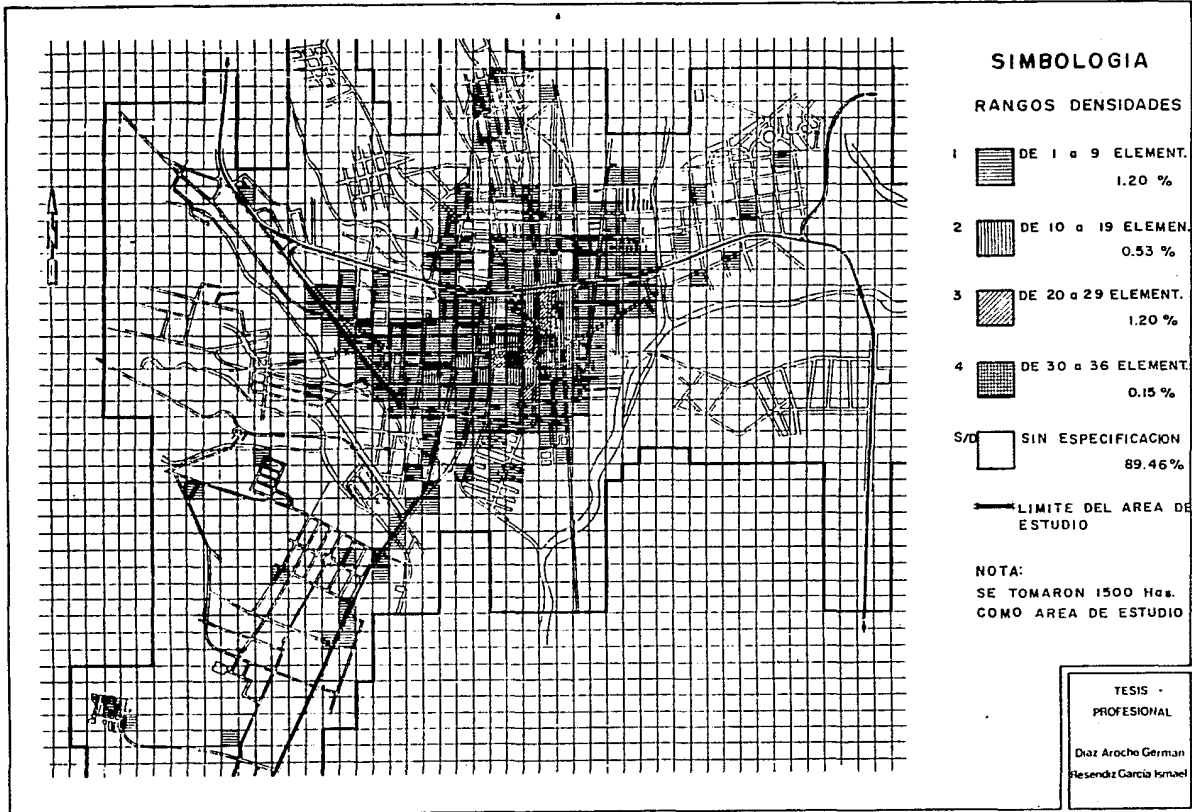 SIMBOLOGIA
RANGOS DENSIDADES
1 DE 1 a 9 ELEMENT.
1.20 %
2 DE 10 a 19 ELEMEN.
0.53 %
3 DE 20 a 29 ELEMENT.
1.20 %
4 DE 30 a 36 ELEMENT.
0.15 %
S/D SIN ESPECIFICACION
89.46%
LIMITE DEL AREA DE
ESTUDIO
NOTA:
SE TOMARON 1500 Has.
COMO AREA DE ESTUDIO
TESIS -
PROFESIONAL
Diaz Arocho German
Resendiz García Ismael
N